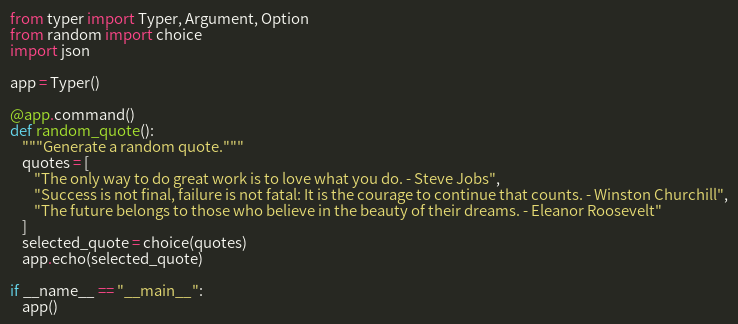 from typer import Typer, Argument, Option
from random import choice
import json

app = Typer()

@app.command()
def random_quote():
    """Generate a random quote."""
    quotes = [
        "The only way to do great work is to love what you do. - Steve Jobs",
        "Success is not final, failure is not fatal: It is the courage to continue that counts. - Winston Churchill",
        "The future belongs to those who believe in the beauty of their dreams. - Eleanor Roosevelt"
    ]
    selected_quote = choice(quotes)
    app.echo(selected_quote)

if __name__ == "__main__":
    app()